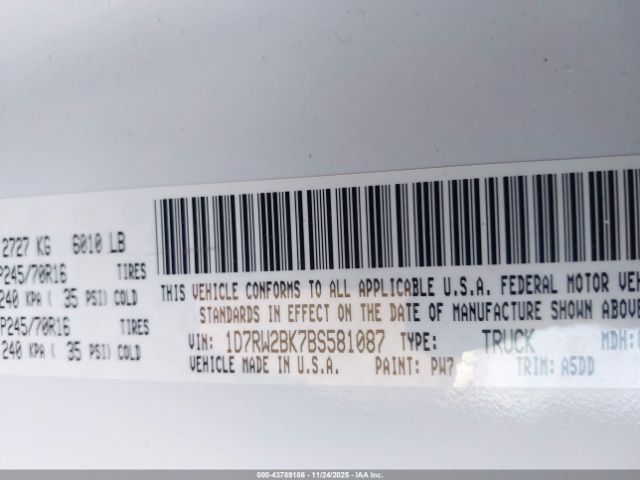 2727 KG 6010 LB
P245/70R16 TIRES
240 KPA ( 35 PSI) COLD
P245/70R16 TIRES
240 KPA ( 35 PSI) COLD
THIS VEHICLE CONFORMS TO ALL APPLICABLE U.S.A. FEDERAL MOTOR VEH
STANDARDS IN EFFECT ON THE DATE OF MANUFACTURE SHOWN ABOVE
VIN: 1D7RW2BK7BS581087 TYPE: TRUCK MDH:
VEHICLE MADE IN U.S.A. PAINT: PW7 TRIM: A5DD
000-43789186 - 11/24/2025 - IAA Inc.